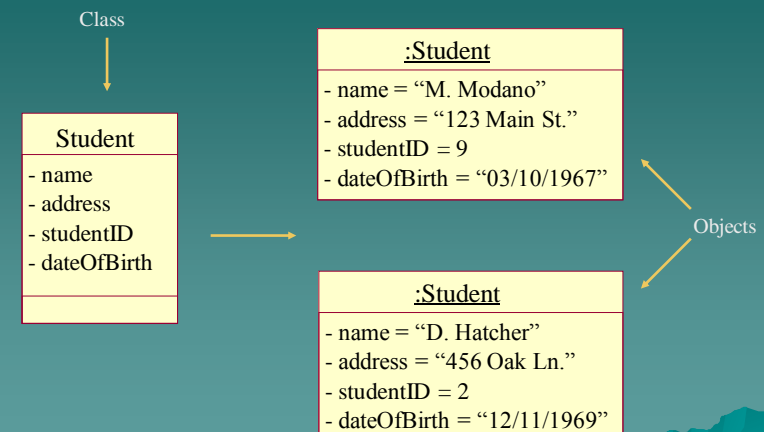 Class
Student
- name
- address
- studentID
- dateOfBirth
:Student
- name = “M. Modano”
- address = “123 Main St.”
- studentID = 9
- dateOfBirth = “03/10/1967”
Objects
:Student
- name = “D. Hatcher”
- address = “456 Oak Ln.”
- studentID = 2
- dateOfBirth = “12/11/1969”